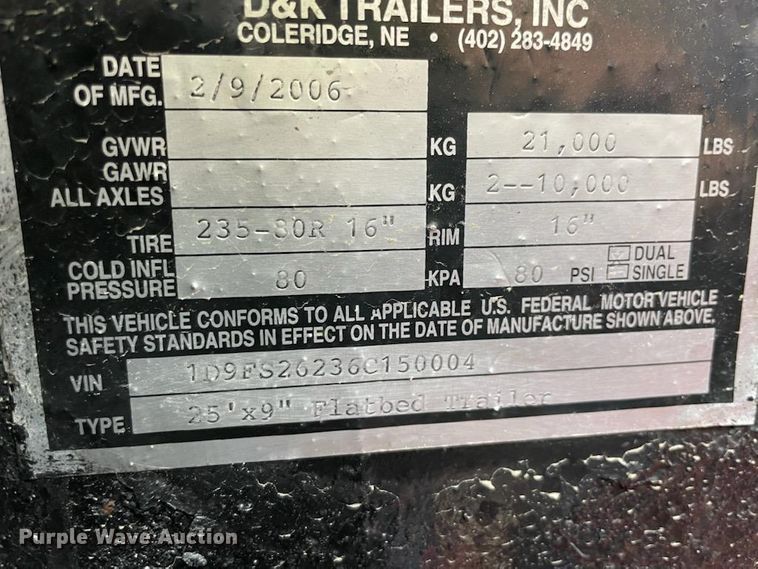 D&K TRAILERS, INC
COLERIDGE, NE • (402) 283-4849
DATE OF MFG. 2/9/2006
GVWR KG 21,000 LBS
GAWR ALL AXLES KG 2--10,000 LBS
TIRE 235-80R 16" RIM 16"
COLD INFL PRESSURE 80 KPA 80 PSI DUAL SINGLE
THIS VEHICLE CONFORMS TO ALL APPLICABLE U.S. FEDERAL MOTOR VEHICLE
SAFETY STANDARDS IN EFFECT ON THE DATE OF MANUFACTURE SHOWN ABOVE.
VIN 1D9FS26236C150004
TYPE 25'x9" Flatbed Trailer
Purple Wave Auction